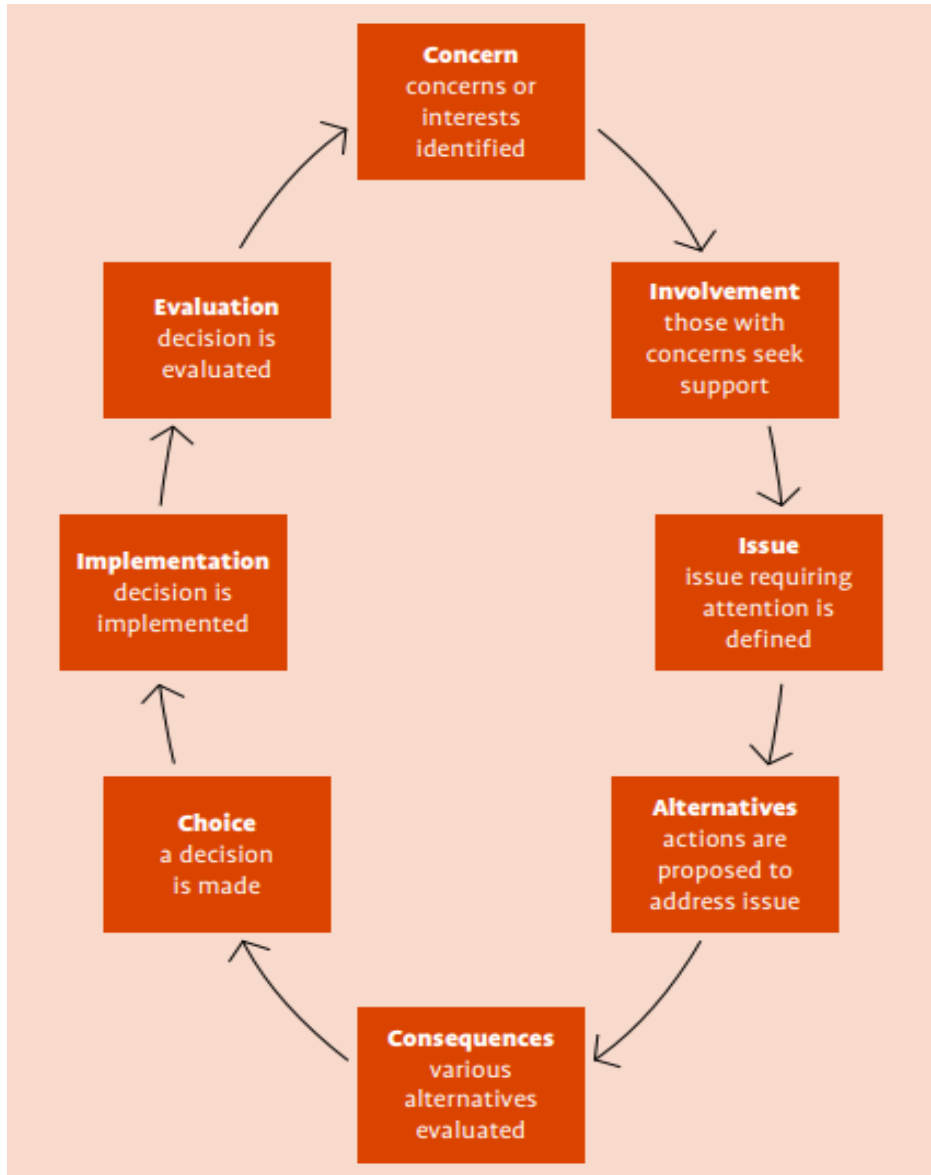 Concern
concerns or
interests
identified
Involvement
those with
concerns seek
support
Issue
issue requiring
attention is
defined
Alternatives
actions are
proposed to
address issue
Consequences
various
alternatives
evaluated
Choice
a decision
is made
Implementation
decision is
implemented
Evaluation
decision is
evaluated